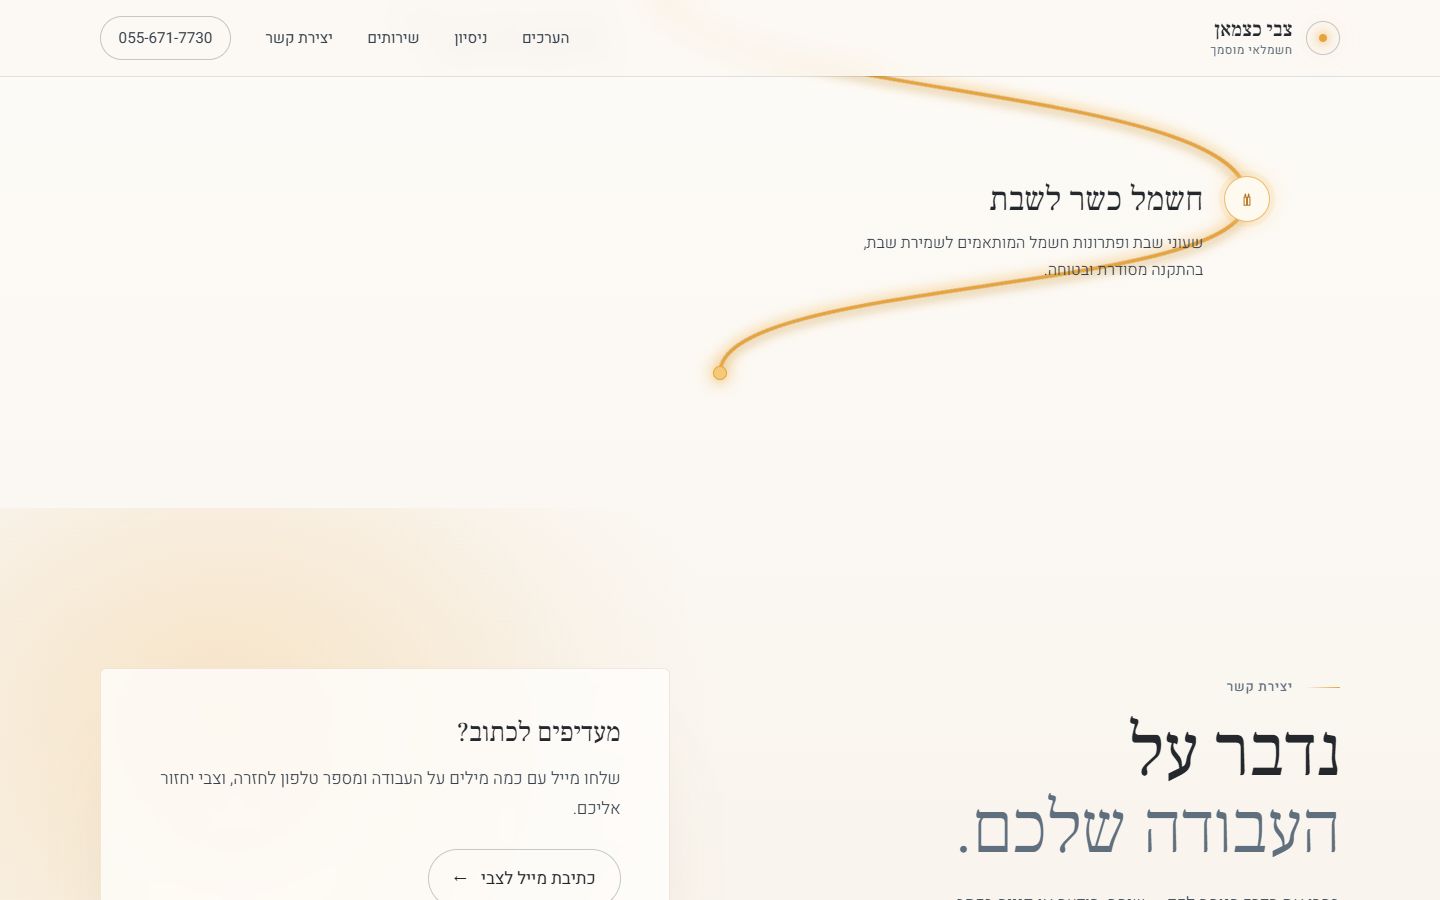 צבי כצמאן
חשמלאי מוסמך
הערכים
ניסיון
שירותים
יצירת קשר
055-671-7730
חשמל כשר לשבת
שעוני שבת ופתרונות חשמל המותאמים לשמירת שבת,
בהתקנה מסודרת ובטוחה.
יצירת קשר
נדבר על
העבודה שלכם.
מעדיפים לכתוב?
שלחו מייל עם כמה מילים על העבודה ומספר טלפון לחזרה, וצבי יחזור
אליכם.
כתיבת מייל לצבי ←